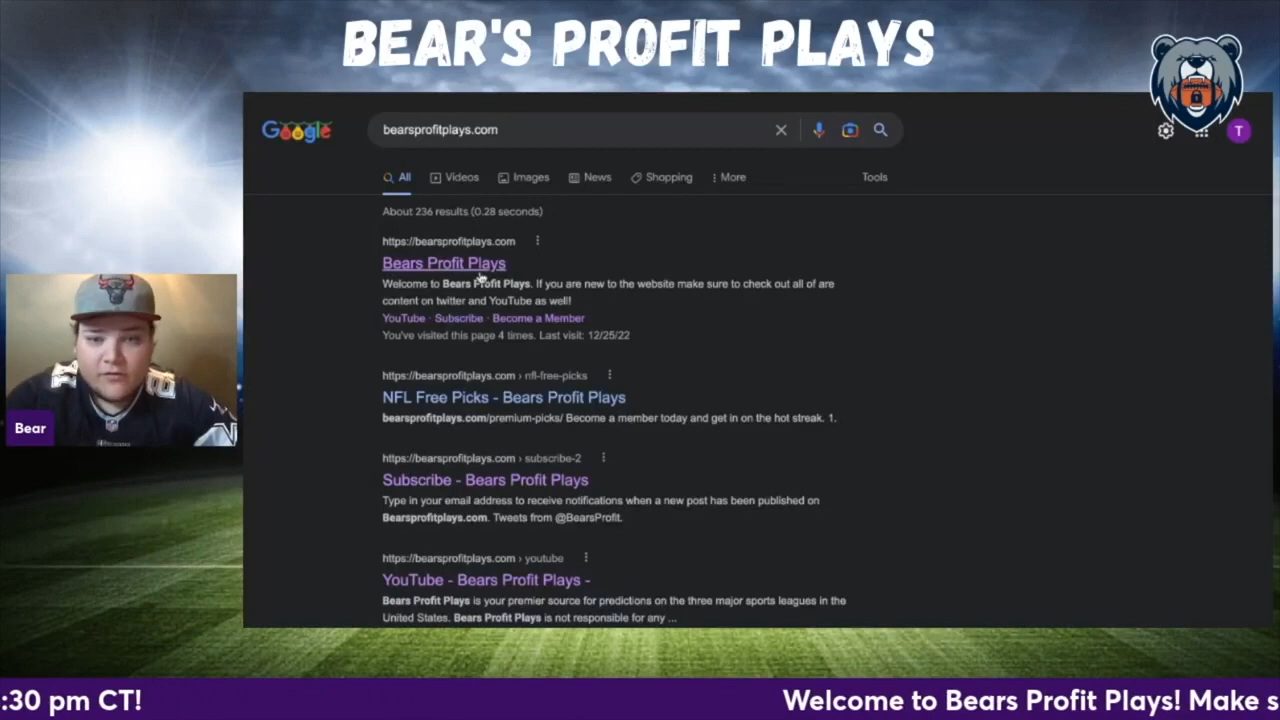 BEAR'S PROFIT PLAYS
Google
bearsprofitplays.com
T
All Videos Images News Shopping More Tools
About 236 results (0.28 seconds)
https://bearsprofitplays.com
Bears Profit Plays
Welcome to Bears Profit Plays. If you are new to the website make sure to check out all of are
content on twitter and YouTube as well!
YouTube · Subscribe · Become a Member
You've visited this page 4 times. Last visit: 12/25/22
https://bearsprofitplays.com › nfl-free-picks
NFL Free Picks - Bears Profit Plays
bearsprofitplays.com/premium-picks/ Become a member today and get in on the hot streak. 1.
https://bearsprofitplays.com › subscribe-2
Subscribe - Bears Profit Plays
Type in your email address to receive notifications when a new post has been published on
Bearsprofitplays.com. Tweets from @BearsProfit.
https://bearsprofitplays.com › youtube
YouTube - Bears Profit Plays -
Bears Profit Plays is your premier source for predictions on the three major sports leagues in the
United States. Bears Profit Plays is not responsible for any ...
Bear
:30 pm CT! Welcome to Bears Profit Plays! Make s